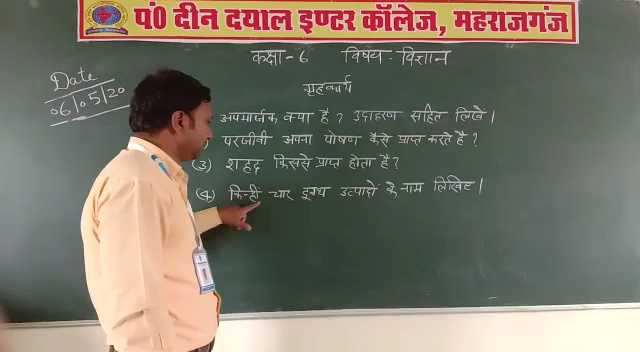 पं0 दीन दयाल इण्टर कॉलेज, महराजगंज
कक्षा-6 विषय-विज्ञान
Date
06/05/20
गृहकार्य
अपमार्जक क्या है? उदाहरण सहित लिखें।
परजीवी अपना पोषण कैसे प्राप्त करते है?
(3) शहद किससे प्राप्त होता है?
(4) किन्हीं चार दुग्ध उत्पादों के नाम लिखिए।